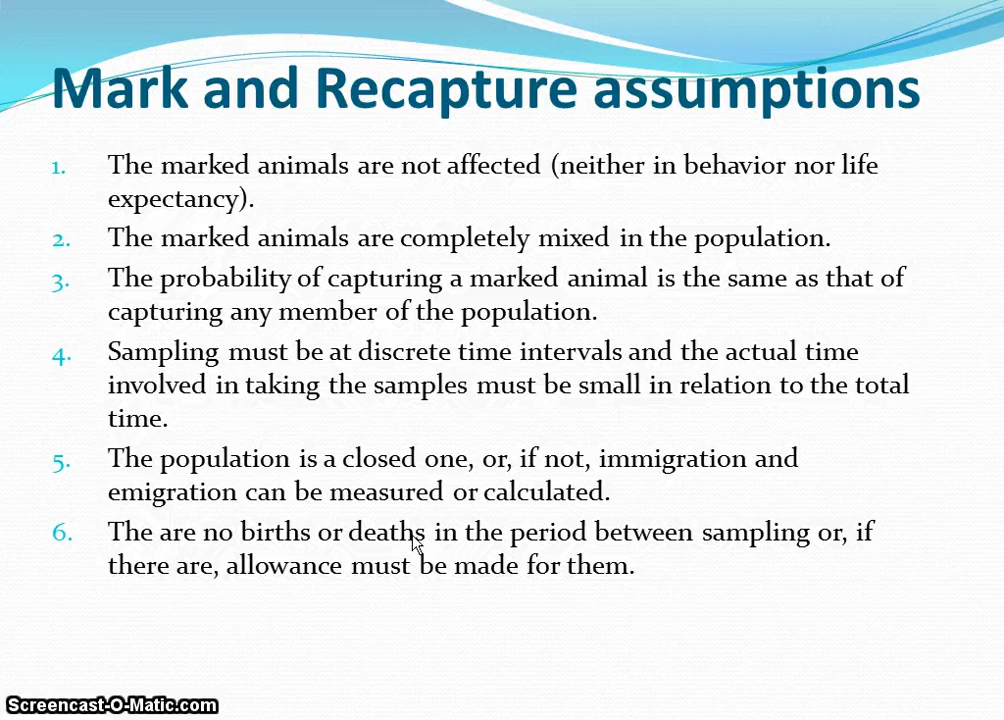 Mark and Recapture assumptions
1. The marked animals are not affected (neither in behavior nor life
expectancy).
2. The marked animals are completely mixed in the population.
3. The probability of capturing a marked animal is the same as that of
capturing any member of the population.
4. Sampling must be at discrete time intervals and the actual time
involved in taking the samples must be small in relation to the total
time.
5. The population is a closed one, or, if not, immigration and
emigration can be measured or calculated.
6. The are no births or deaths in the period between sampling or, if
there are, allowance must be made for them.
Screencast-O-Matic.com